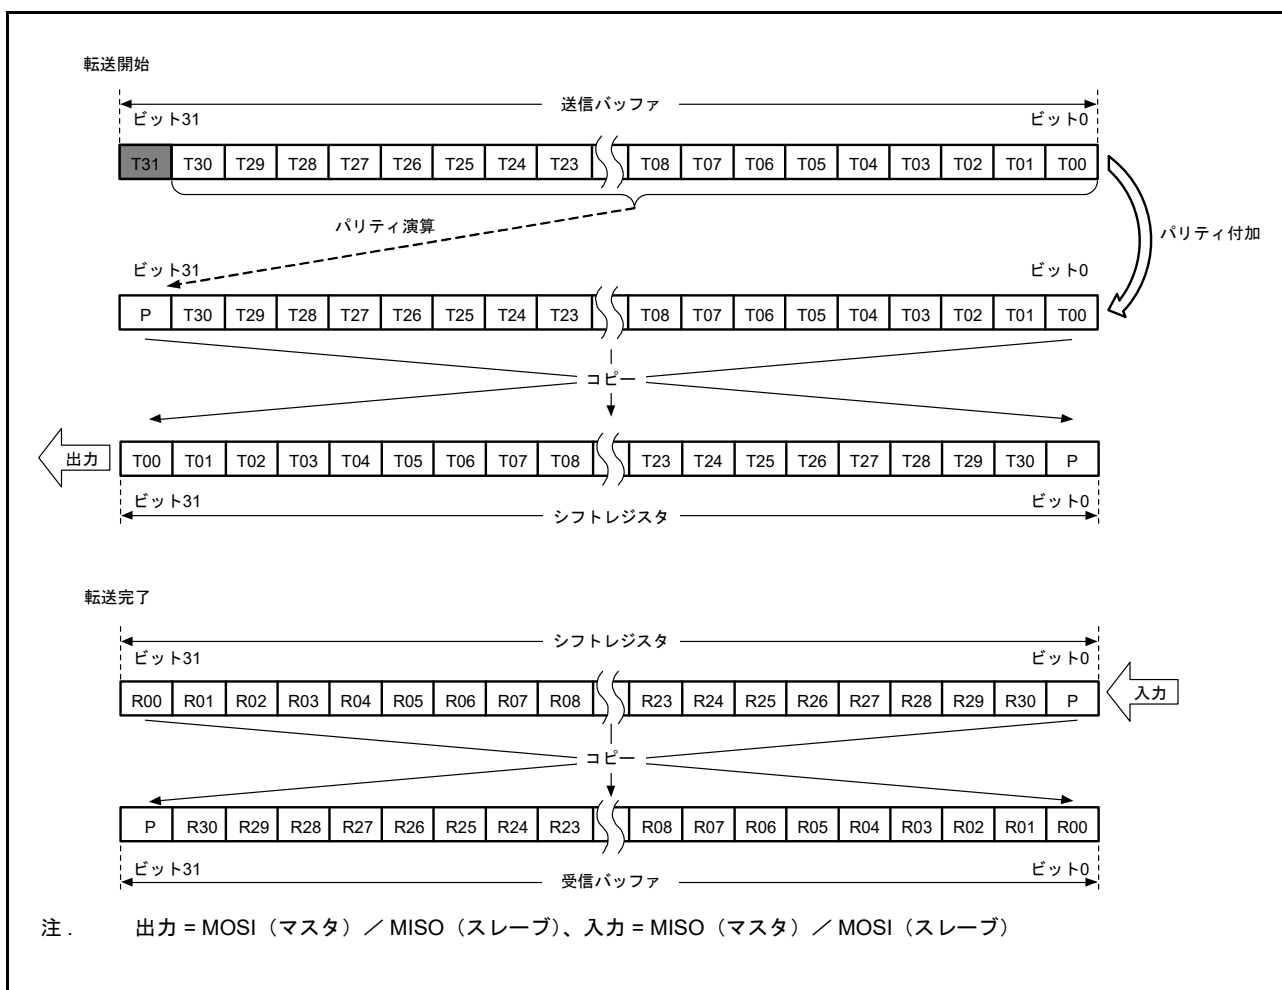 転送開始
送信バッファ
ビット31 ビット0
T31 T30 T29 T28 T27 T26 T25 T24 T23 T08 T07 T06 T05 T04 T03 T02 T01 T00
パリティ演算
パリティ付加
ビット31 ビット0
P T30 T29 T28 T27 T26 T25 T24 T23 T08 T07 T06 T05 T04 T03 T02 T01 T00
コピー
出力 T00 T01 T02 T03 T04 T05 T06 T07 T08 T23 T24 T25 T26 T27 T28 T29 T30 P
ビット31 ビット0
シフトレジスタ
転送完了
シフトレジスタ
ビット31 ビット0
R00 R01 R02 R03 R04 R05 R06 R07 R08 R23 R24 R25 R26 R27 R28 R29 R30 P 入力
コピー
P R30 R29 R28 R27 R26 R25 R24 R23 R08 R07 R06 R05 R04 R03 R02 R01 R00
ビット31 ビット0
受信バッファ
注. 出力 = MOSI（マスタ）／ MISO（スレーブ）、入力 = MISO（マスタ）／ MOSI（スレーブ）